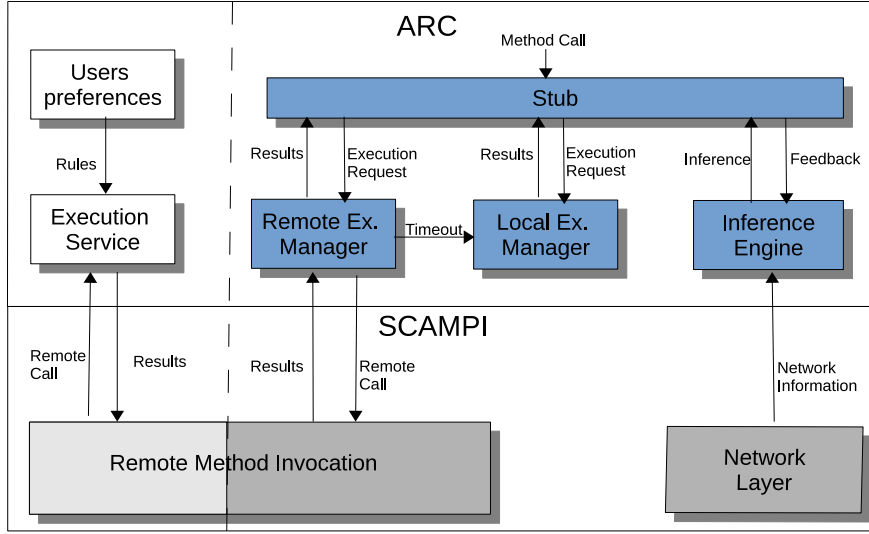 ARC
Method Call
Users
preferences
Stub
Rules
Results
Execution
Request
Results
Execution
Request
Inference
Feedback
Execution
Service
Remote Ex.
Manager
Timeout
Local Ex.
Manager
Inference
Engine
SCAMPI
Remote
Call
Results
Results
Remote
Call
Network
Information
Remote Method Invocation
Network
Layer